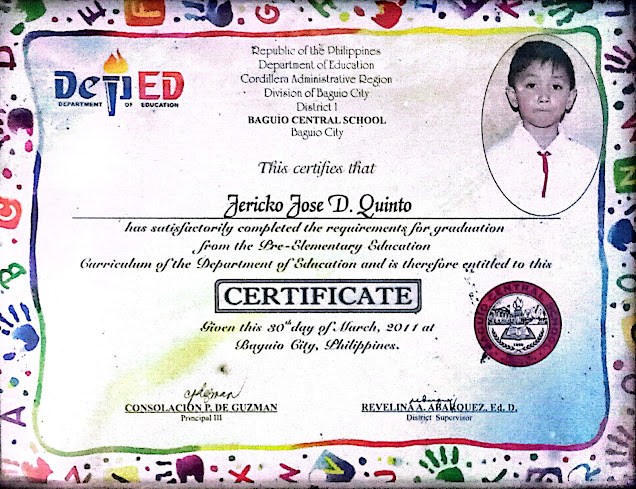 DepED
DEPARTMENT OF EDUCATION
Republic of the Philippines
Department of Education
Cordillera Administrative Region
Division of Baguio City
District 1
BAGUIO CENTRAL SCHOOL
Baguio City
This certifies that
Jericko Jose D. Quinto
has satisfactorily completed the requirements for graduation
from the Pre-Elementary Education
Curriculum of the Department of Education and is therefore entitled to this
CERTIFICATE
Given this 30th day of March, 2011 at
Baguio City, Philippines.
BAGUIO CENTRAL SCHOOL
CONSOLACION P. DE GUZMAN
Principal III
REVELINA A. ABARQUEZ, Ed. D.
District Supervisor